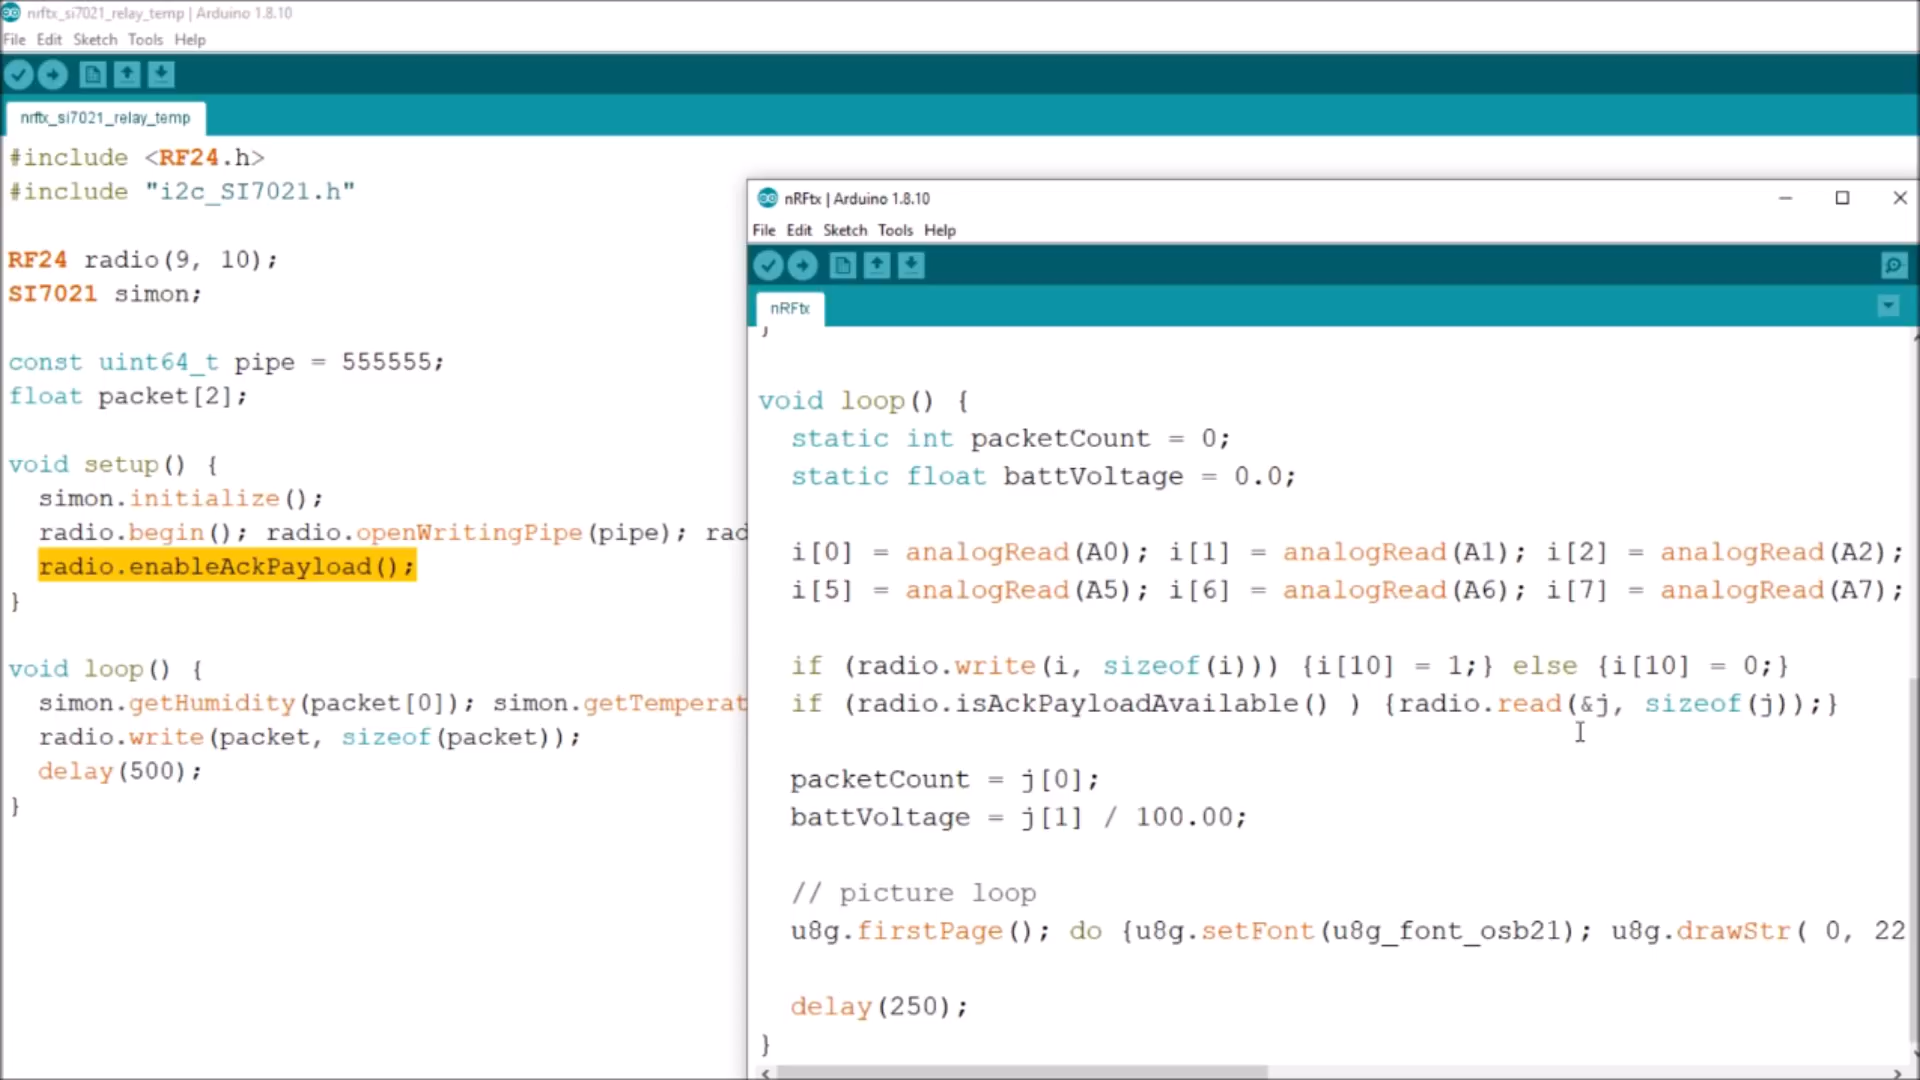 nrftx_si7021_relay_temp | Arduino 1.8.10
File Edit Sketch Tools Help
nrftx_si7021_relay_temp
#include <RF24.h>
#include "i2c_SI7021.h"
RF24 radio(9, 10);
SI7021 simon;
const uint64_t pipe = 555555;
float packet[2];
void setup() {
simon.initialize();
radio.begin(); radio.openWritingPipe(pipe); rad
radio.enableAckPayload();
}
void loop() {
simon.getHumidity(packet[0]); simon.getTemperat
radio.write(packet, sizeof(packet));
delay(500);
}
nRFtx | Arduino 1.8.10
File Edit Sketch Tools Help
nRFtx
}
void loop() {
static int packetCount = 0;
static float battVoltage = 0.0;
i[0] = analogRead(A0); i[1] = analogRead(A1); i[2] = analogRead(A2);
i[5] = analogRead(A5); i[6] = analogRead(A6); i[7] = analogRead(A7);
if (radio.write(i, sizeof(i))) {i[10] = 1;} else {i[10] = 0;}
if (radio.isAckPayloadAvailable() ) {radio.read(&j, sizeof(j));}
packetCount = j[0];
battVoltage = j[1] / 100.00;
// picture loop
u8g.firstPage(); do {u8g.setFont(u8g_font_osb21); u8g.drawStr( 0, 22
delay(250);
}